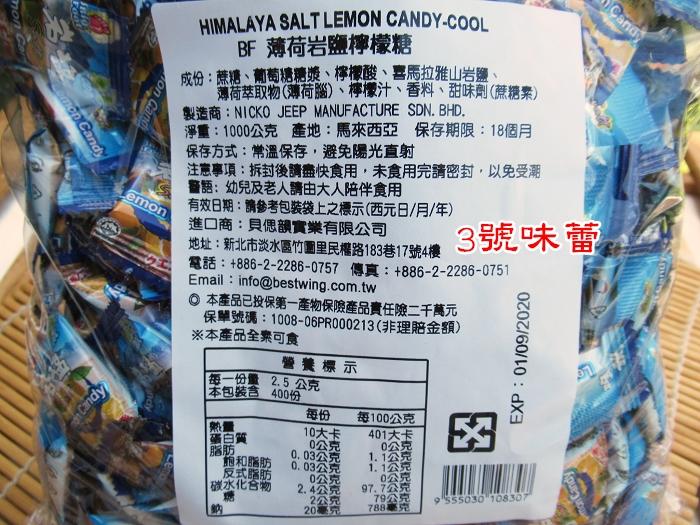 HIMALAYA SALT LEMON CANDY-COOL
BF 薄荷岩鹽檸檬糖
成份：蔗糖、葡萄糖糖漿、檸檬酸、喜馬拉雅山岩鹽、
薄荷萃取物(薄荷腦)、檸檬汁、香料、甜味劑(蔗糖素)
製造商：NICKO JEEP MANUFACTURE SDN.BHD.
淨重：1000公克 產地：馬來西亞 保存期限：18個月
保存方式：常溫保存，避免陽光直射
注意事項：拆封後請盡快食用，未食用完請密封，以免受潮
警語：幼兒及老人請由大人陪伴食用
有效日期：請參考包裝袋上之標示(西元日/月/年)
進口商：貝偲韻實業有限公司
地址：新北市淡水區竹圍里民權路183巷17號4樓
電話：+886-2-2286-0757 傳真：+886-2-2286-0751
Email：info@bestwing.com.tw
◎ 本產品已投保第一產物保險產品責任險二千萬元
保單號碼：1008-06PR000213(非理賠金額)
※本產品全素可食
3號味蕾
EXP: 01/09/2020
營養標示
每一份量 2.5 公克
本包裝含 400份
每份 每100公克
熱量 10大卡 401大卡
蛋白質 0公克 0公克
脂肪 0.03公克 1.1公克
飽和脂肪 0.03公克 1.1公克
反式脂肪 0公克 0公克
碳水化合物 2.4公克 97.7公克
糖 2公克 79公克
鈉 20毫克 788毫克
9 555030 108307
Lemon Candy